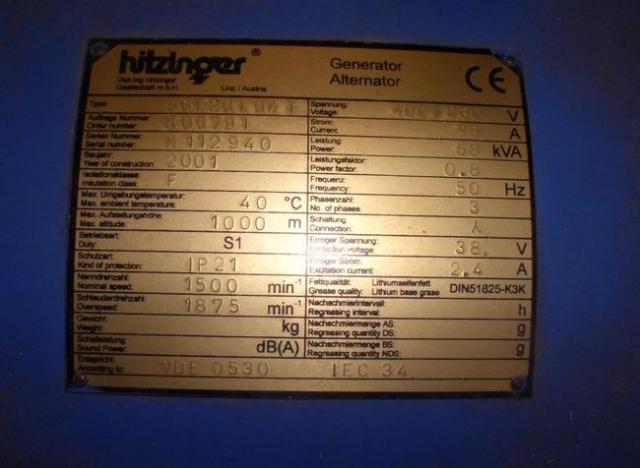 hitzinger ®
Dipl. Ing. Hitzinger
Gesellschaft m.b.H. Linz / Austria
Generator
Alternator
CE
Type:
Auftrags Nummer:
Order number:
Serien Nummer: M 112940
Serial number:
Baujahr: 2001
Year of construction:
Isolationsklasse: F
Insulation class:
Max. Umgebungstemperatur: 40 °C
Max. ambient temperature:
Max. Aufstellungshöhe: 1000 m
Max. altitude:
Betriebsart: S1
Duty:
Schutzart: IP21
Kind of protection:
Nenndrehzahl: 1500 min⁻¹
Nominal speed:
Schleuderdrehzahl: 1875 min⁻¹
Overspeed:
Gewicht: kg
Weight:
Schalleistung: dB(A)
Sound Power:
Entspricht: VDE 0530 IEC 34
According to:
Spannung: V
Voltage:
Strom: A
Current:
Leistung: kVA
Power:
Leistungsfaktor: 0.8
Power factor:
Frequenz: 50 Hz
Frequency
Phasenzahl: 3
No. of phases:
Schaltung
Connection:
Erreger Spannung: 38. V
Excitation voltage:
Erreger Strom: 2.4 A
Excitation current:
Fettqualität: Lithiumseifenfett DIN51825-K3K
Grease quality: Lithium base grase
Nachschmierintervall: h
Regreasing interval:
Nachschmiermenge AS: g
Regreasing quantity DS:
Nachschmiermenge BS: g
Regreasing quantity NDS: